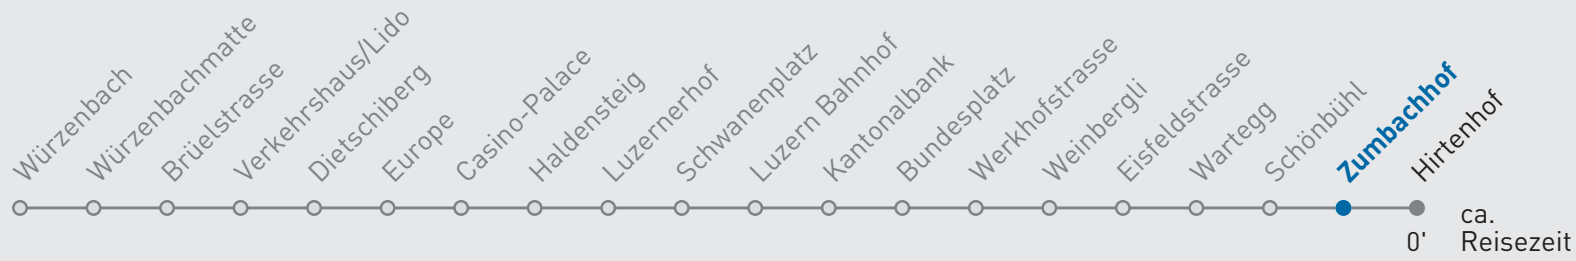 Würzenbach
Würzenbachmatte
Brüelstrasse
Verkehrshaus/Lido
Dietschiberg
Europe
Casino-Palace
Haldensteig
Luzernerhof
Schwanenplatz
Luzern Bahnhof
Kantonalbank
Bundesplatz
Werkhofstrasse
Weinbergli
Eisfeldstrasse
Wartegg
Schönbühl
Zumbachhof
Hirtenhof
ca.
0' Reisezeit